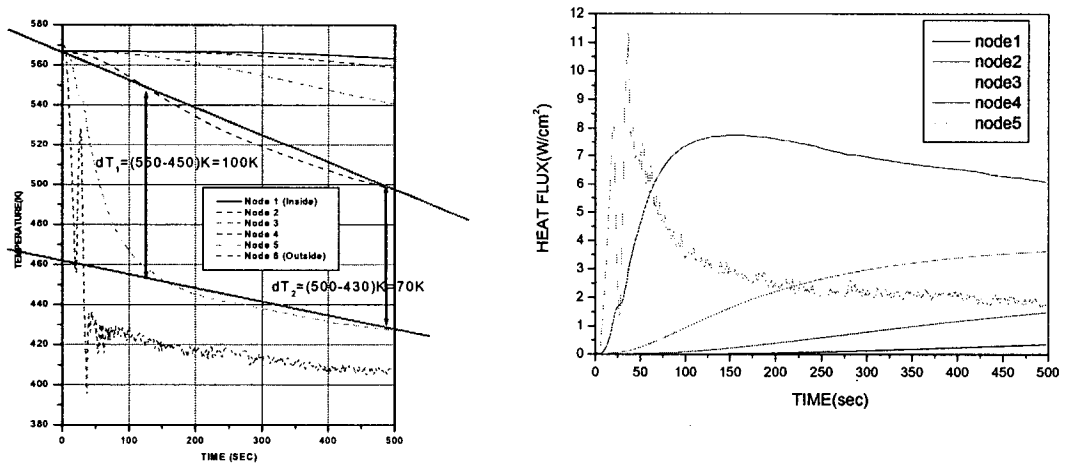 580
560
540
520
500
480
460
440
420
400
380
TEMPERATURE(K)
dT1=(550-450)K=100K
Node 1 (Inside)
Node 2
Node 3
Node 4
Node 5
Node 6 (Outside)
dT2=(500-430)K=70K
0 100 200 300 400 500
TIME (SEC)
12
11
10
9
8
7
6
5
4
3
2
1
0
HEAT FLUX(W/cm²)
node1
node2
node3
node4
node5
0 50 100 150 200 250 300 350 400 450 500
TIME(sec)